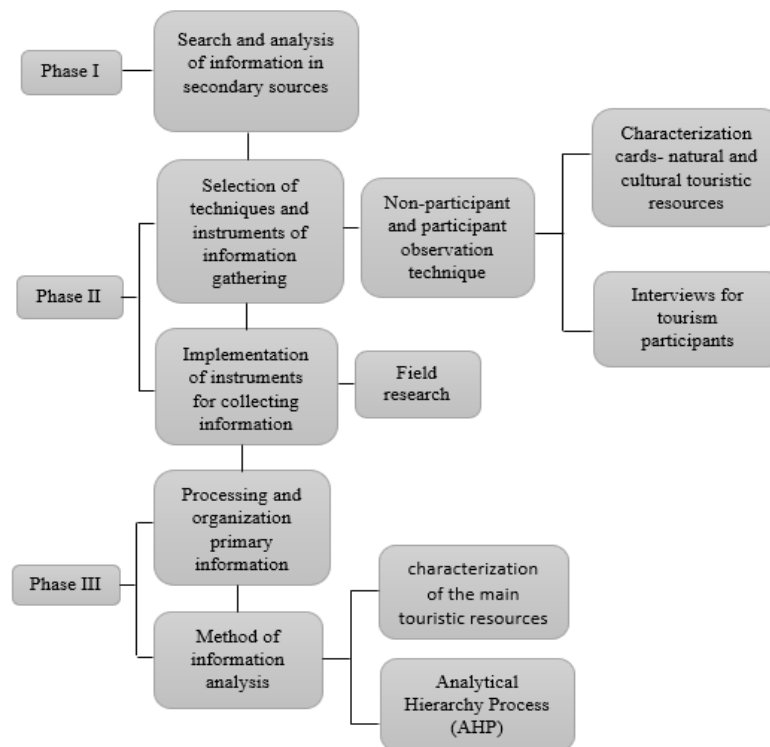 Phase I
Search and analysis
of information in
secondary sources
Phase II
Selection of
techniques and
instruments of
information
gathering
Non-participant
and participant
observation
technique
Characterization
cards- natural and
cultural touristic
resources
Interviews for
tourism
participants
Implementation
of instruments
for collecting
information
Field
research
Phase III
Processing and
organization
primary
information
Method of
information
analysis
characterization
of the main
touristic resources
Analytical
Hierarchy Process
(AHP)